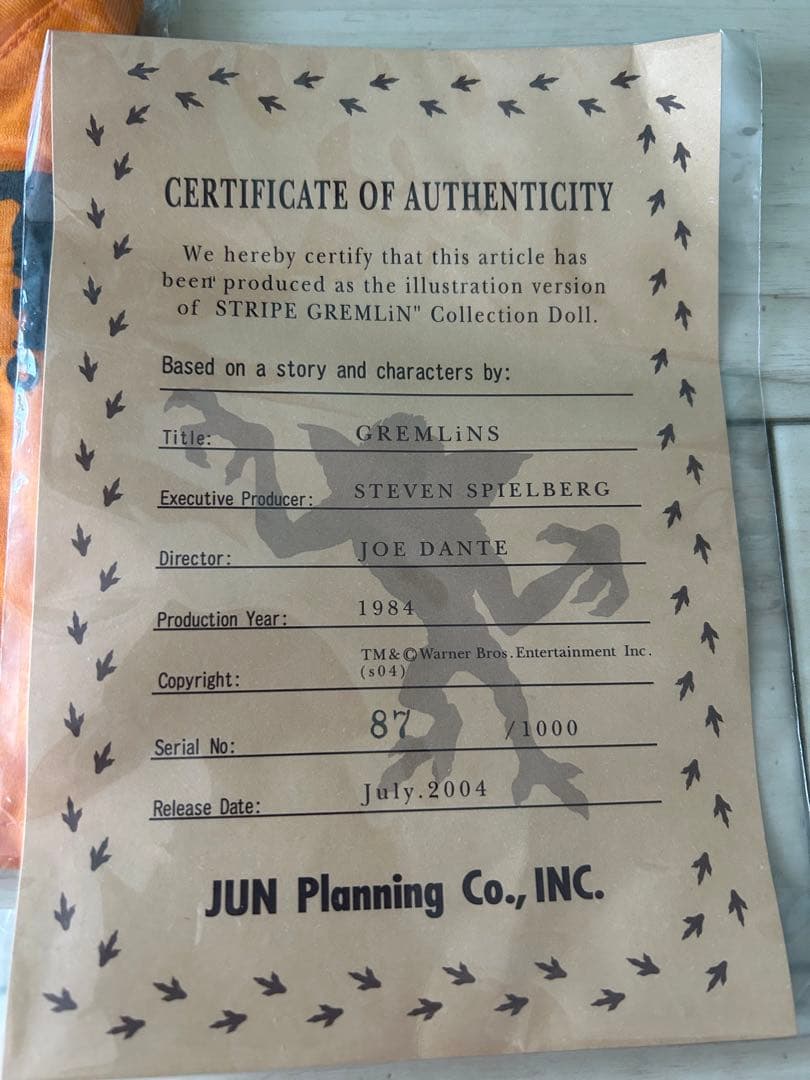 CERTIFICATE OF AUTHENTICITY
We hereby certify that this article has
been produced as the illustration version
of STRIPE GREMLiN" Collection Doll.
Based on a story and characters by:
Title: GREMLiNS
Executive Producer: STEVEN SPIELBERG
Director: JOE DANTE
Production Year: 1984
Copyright: TM&©Warner Bros.Entertainment Inc.
(s04)
Serial No: 87 /1000
Release Date: July.2004
JUN Planning Co., INC.